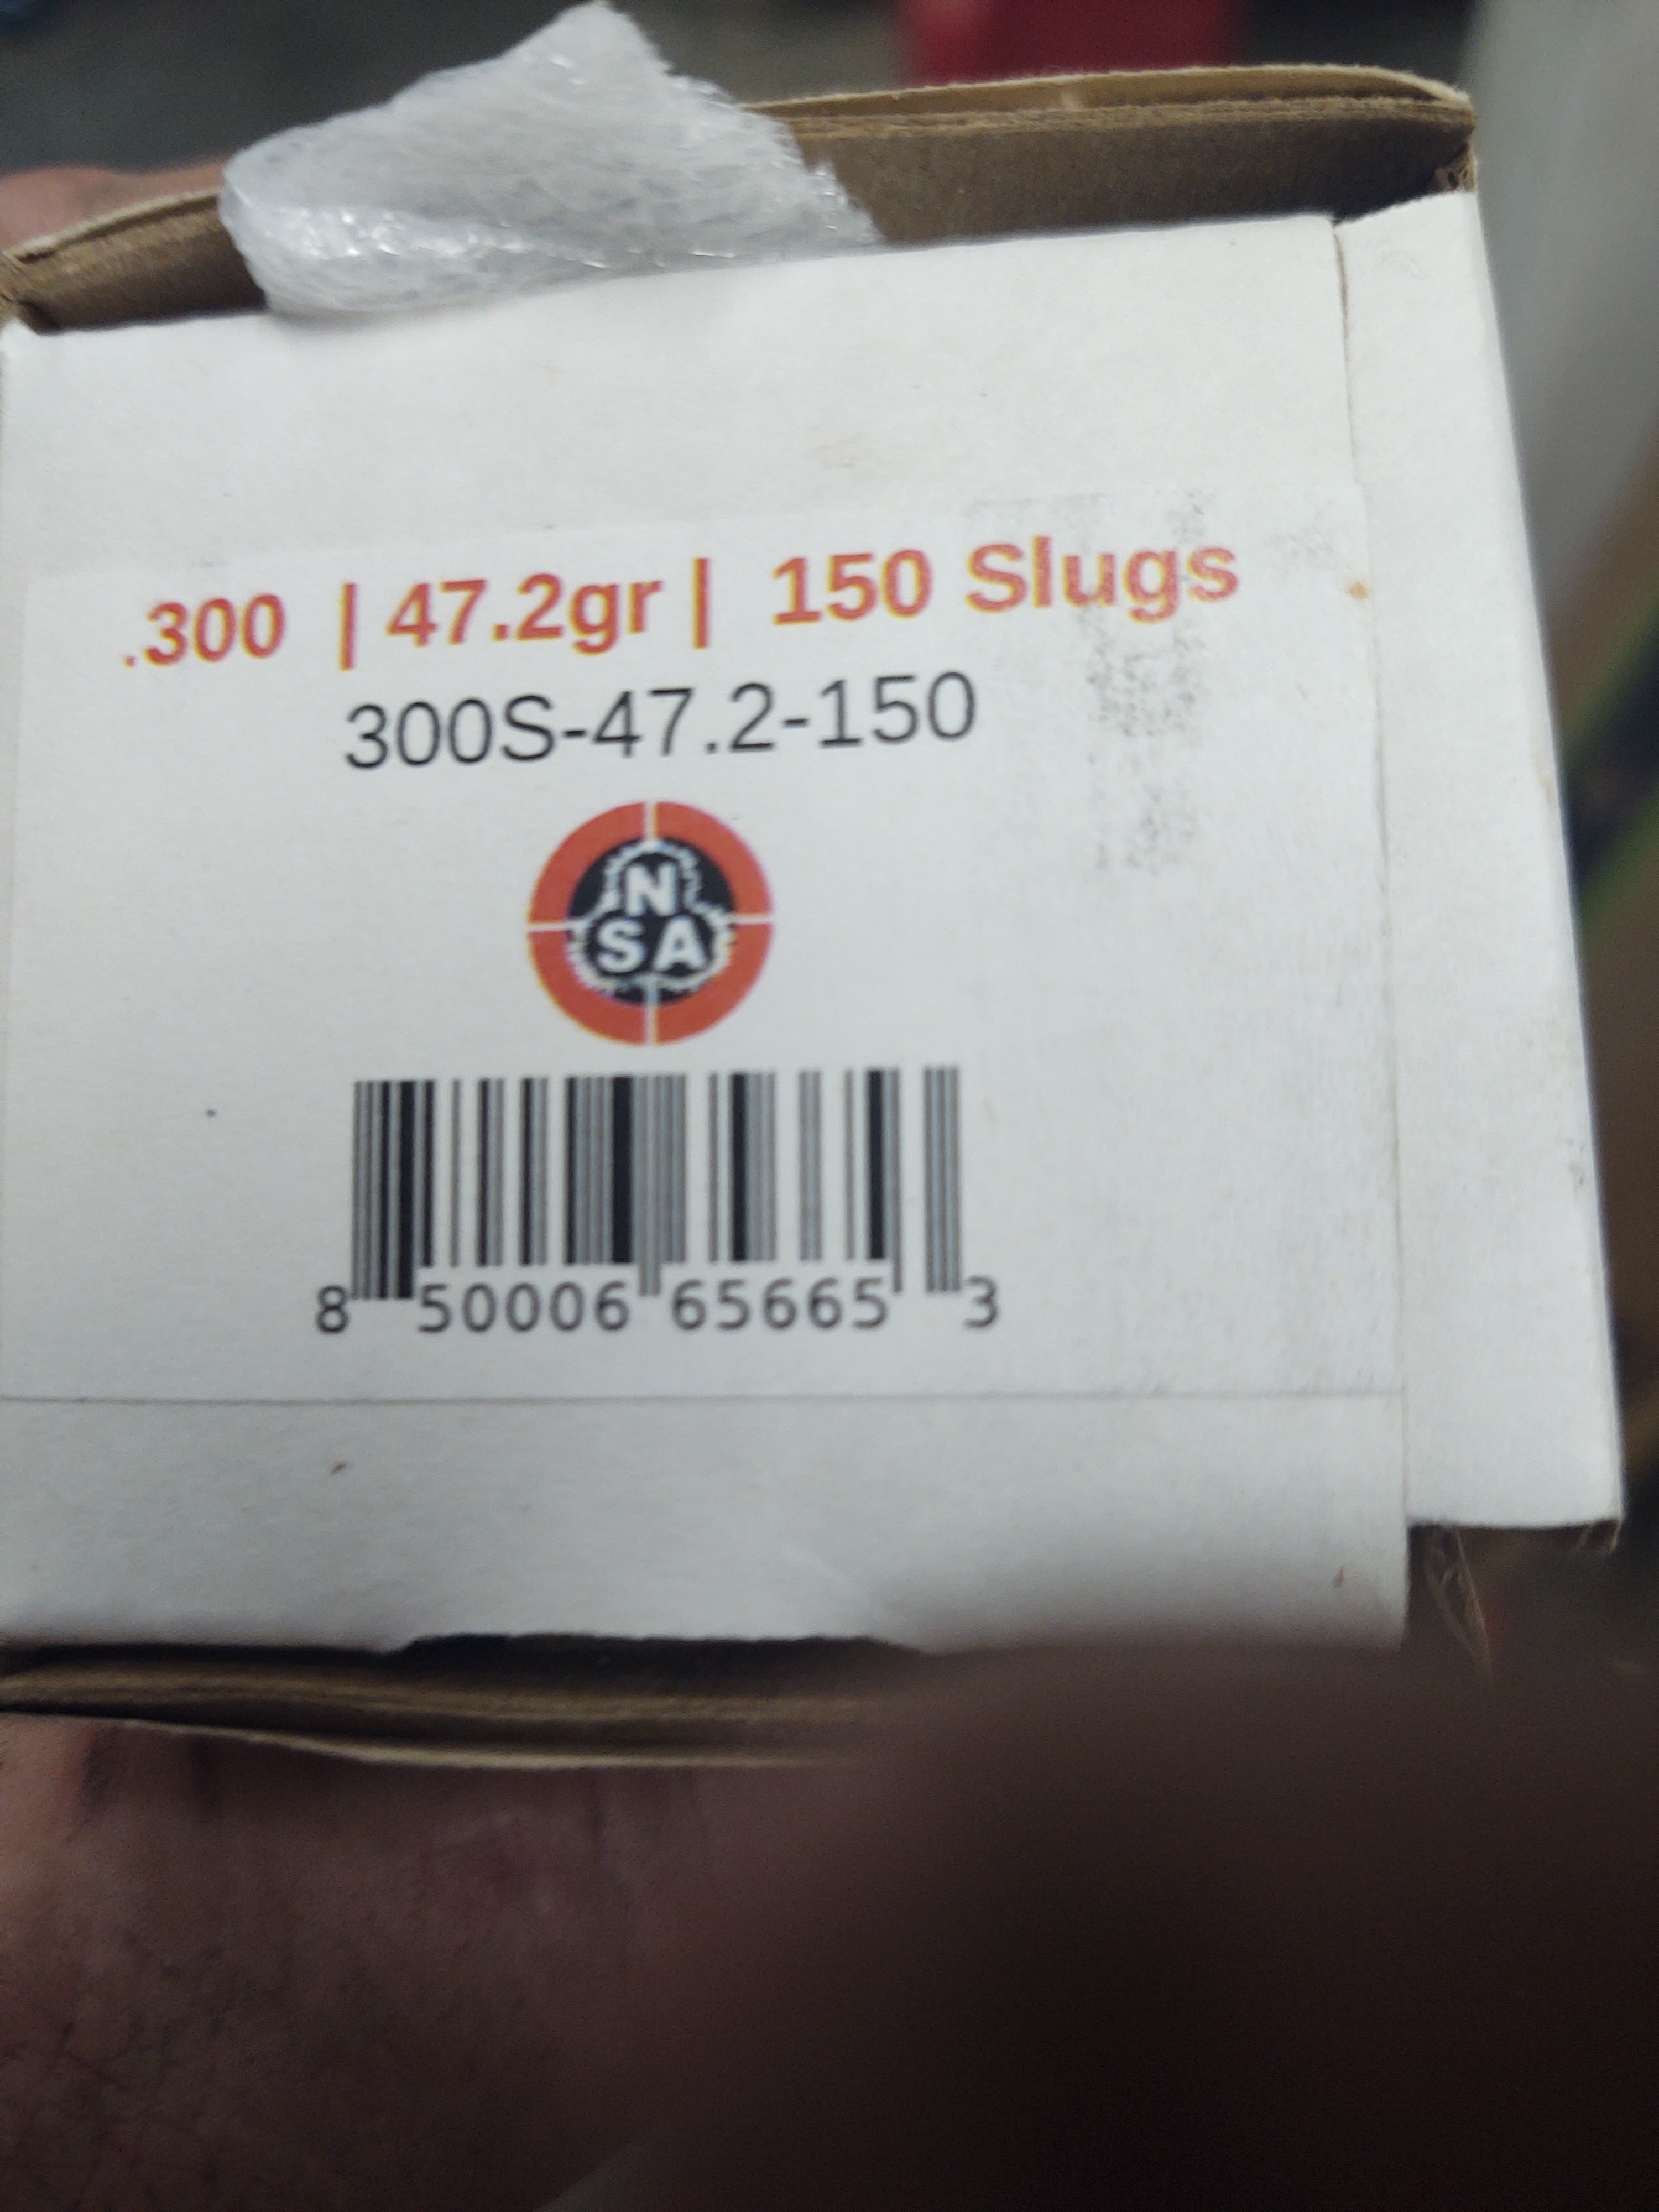 .300 | 47.2gr | 150 Slugs
300S-47.2-150
N
SA
8 50006 65665 3